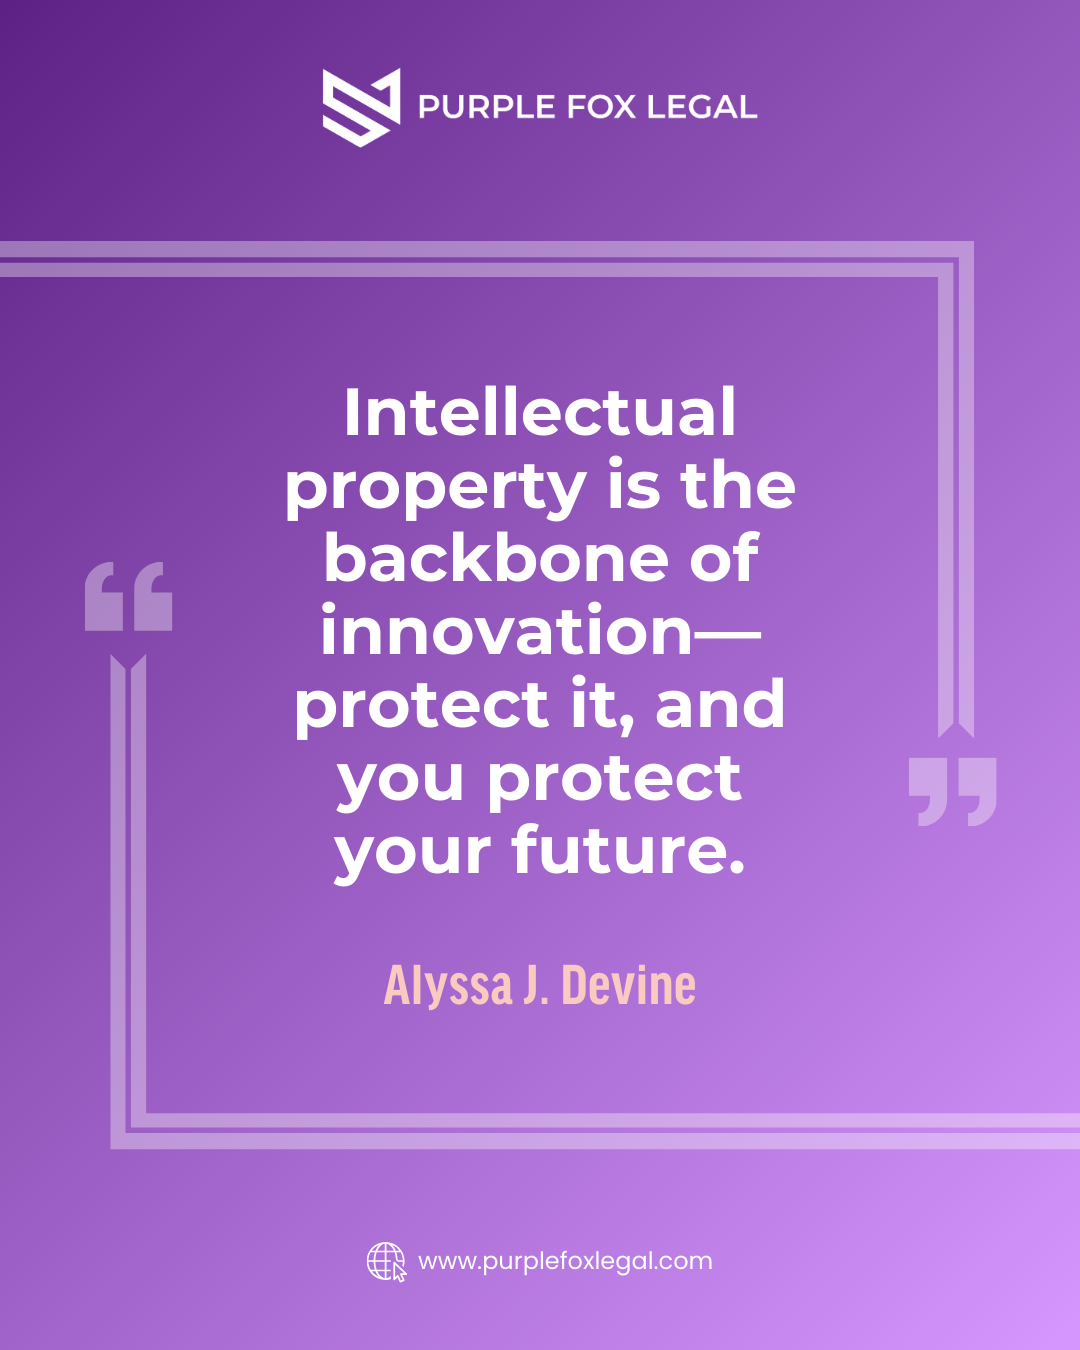 PURPLE FOX LEGAL
Intellectual
property is the
backbone of
innovation—
protect it, and
you protect
your future.
Alyssa J. Devine
www.purplefoxlegal.com